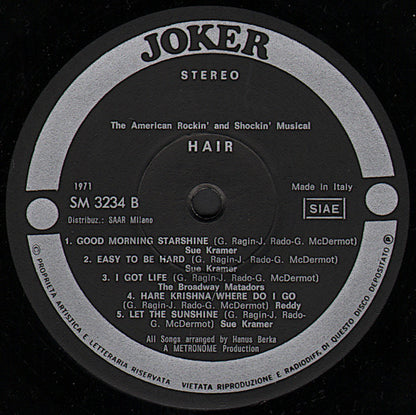 JOKER
STEREO
The American Rockin' and Shockin' Musical
HAIR
1971
SM 3234 B
Distribuz.: SAAR Milano
Made in Italy
SIAE
1. GOOD MORNING STARSHINE (G. Ragin-J. Rado-G. McDermot)
Sue Kramer
2. EASY TO BE HARD (G. Ragin-J. Rado-G. McDermot)
Sue Kramer
3. I GOT LIFE (G. Ragin-J. Rado-G. McDermot)
The Broadway Matadors
4. HARE KRISHNA/WHERE DO I GO
(G. Ragin-J. Rado-G. McDermot) Reddy
5. LET THE SUNSHINE (G. Ragin-J. Rado-
G. McDermot) Sue Kramer
All Songs arranged by Hanus Berka
A METRONOME Production
© PROPRIETA ARTISTICA E LETTERARIA RISERVATA VIETATA RIPRODUZIONE E RADIODIFF. DI QUESTO DISCO DEPOSITATO ®